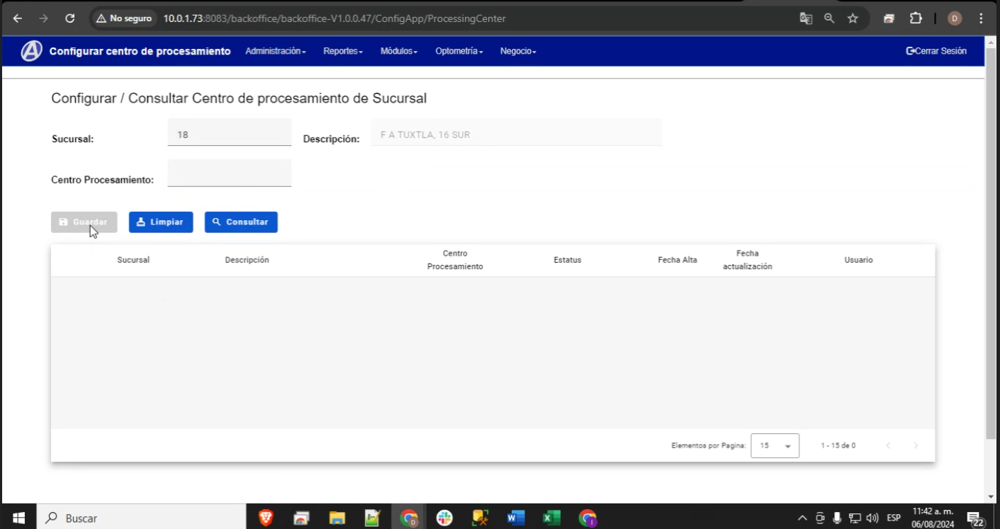 No seguro 10.0.1.73:8083/backoffice/backoffice-V1.0.0.47/ConfigApp/ProcessingCenter D
A Configurar centro de procesamiento Administración Reportes Módulos Optometría Negocio Cerrar Sesión
Configurar / Consultar Centro de procesamiento de Sucursal
Sucursal: 18 Descripción: F A TUXTLA, 16 SUR
Centro Procesamiento:
Guardar Limpiar Consultar
Sucursal Descripción Centro Procesamiento Estatus Fecha Alta Fecha actualización Usuario
Elementos por Pagina: 15 1 - 15 de 0
Buscar ESP 11:42 a. m.
06/08/2024 22